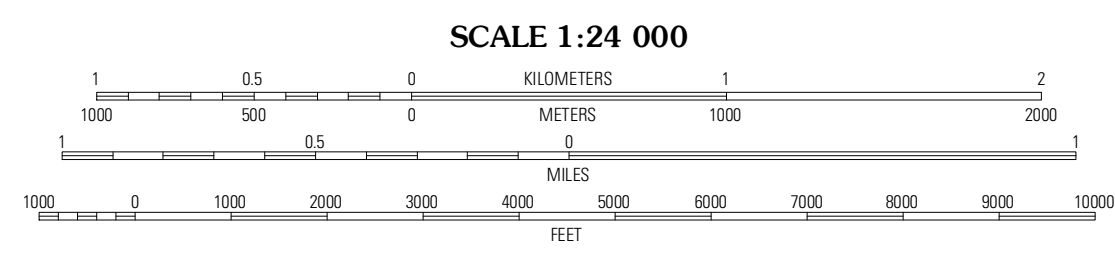 SCALE 1:24 000
1 0.5 0 KILOMETERS 1 2
1000 500 0 METERS 1000 2000
1 0.5 0 1
MILES
1000 0 1000 2000 3000 4000 5000 6000 7000 8000 9000 10000
FEET